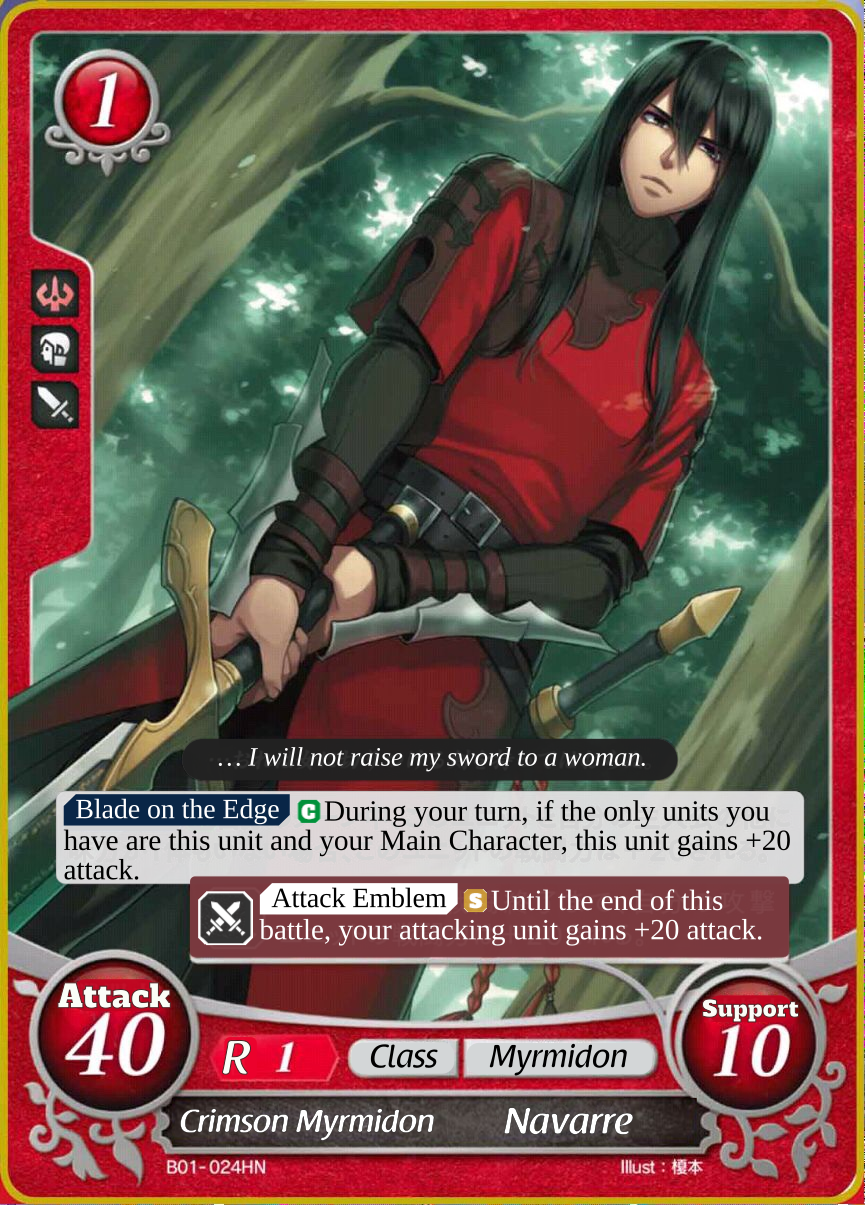 1
… I will not raise my sword to a woman.
Blade on the Edge C During your turn, if the only units you
have are this unit and your Main Character, this unit gains +20
attack.
Attack Emblem S Until the end of this
battle, your attacking unit gains +20 attack.
Attack
40
Support
10
R 1 Class Myrmidon
Crimson Myrmidon Navarre
B01-024HN Illust：榎本